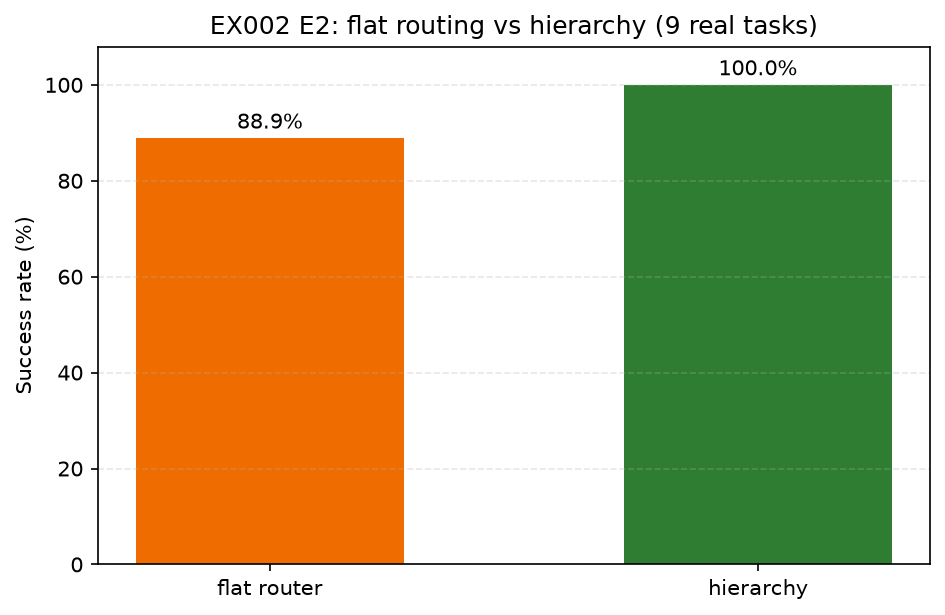 EX002 E2: flat routing vs hierarchy (9 real tasks)
Success rate (%)
100
80
60
40
20
0
88.9%
100.0%
flat router
hierarchy